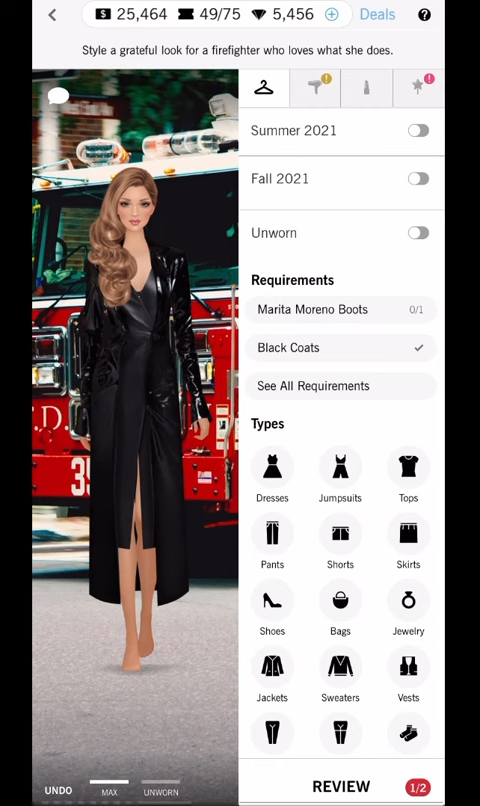 $ 25,464 49/75 5,456 Deals ?
Style a grateful look for a firefighter who loves what she does.
Summer 2021
Fall 2021
Unworn
Requirements
Marita Moreno Boots 0/1
Black Coats
See All Requirements
Types
Dresses Jumpsuits Tops
Pants Shorts Skirts
Shoes Bags Jewelry
Jackets Sweaters Vests
UNDO MAX UNWORN
REVIEW 1/2